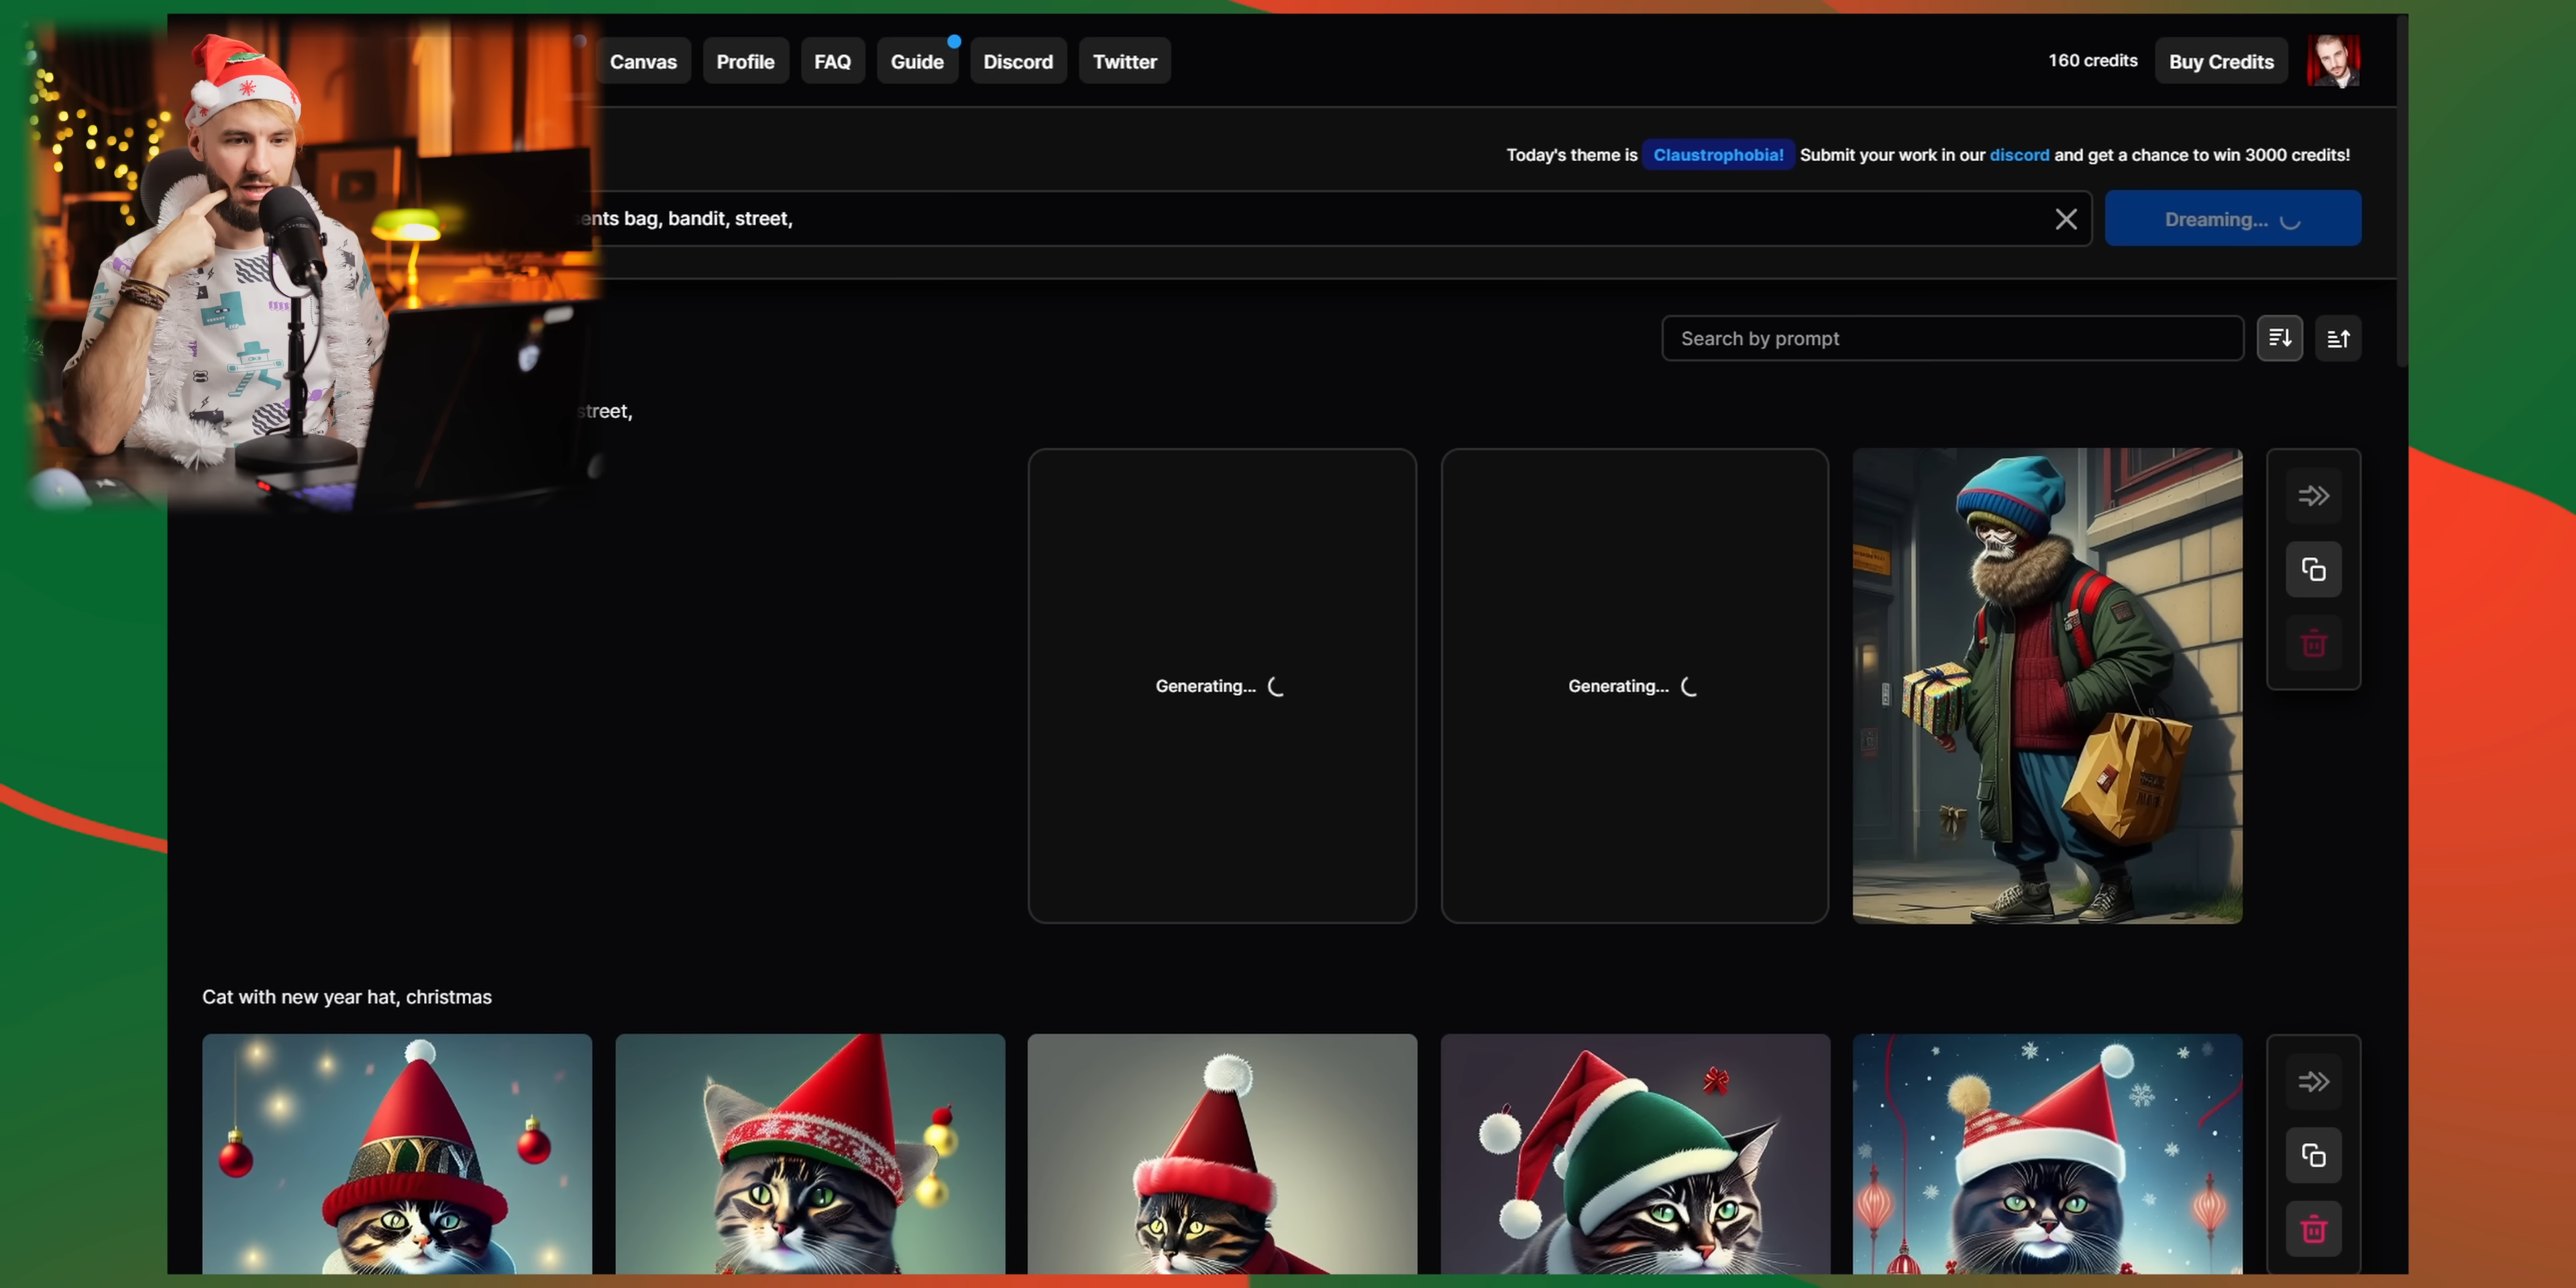 Canvas Profile FAQ Guide Discord Twitter
160 credits Buy Credits
Today's theme is Claustrophobia! Submit your work in our discord and get a chance to win 3000 credits!
bag, bandit, street,
Dreaming...
Search by prompt
street,
Generating...
Generating...
Cat with new year hat, christmas